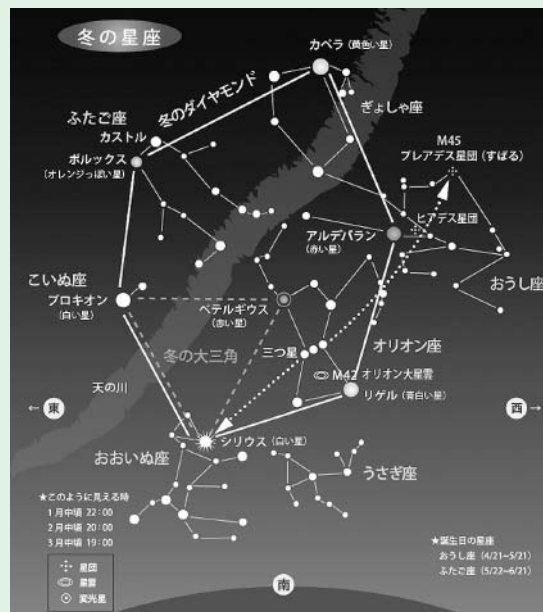 冬の星座
カペラ(黄色い星)
冬のダイヤモンド
ふたご座
カストル
ポルックス
(オレンジっぽい星)
ぎょしゃ座
M45
プレアデス星団(すばる)
ヒアデス星団
アルデバラン
(赤い星)
おうし座
こいぬ座
プロキオン
(白い星)
ベテルギウス
(赤い星)
冬の大三角
三つ星
オリオン座
M42 オリオン大星雲
リゲル(青白い星)
天の川
←東
西→
シリウス(白い星)
おおいぬ座
うさぎ座
★このように見える時
1月中頃 22:00
2月中頃 20:00
3月中頃 19:00
星団
星雲
変光星
南
★誕生日の星座
おうし座(4/21~5/21)
ふたご座(5/22~6/21)